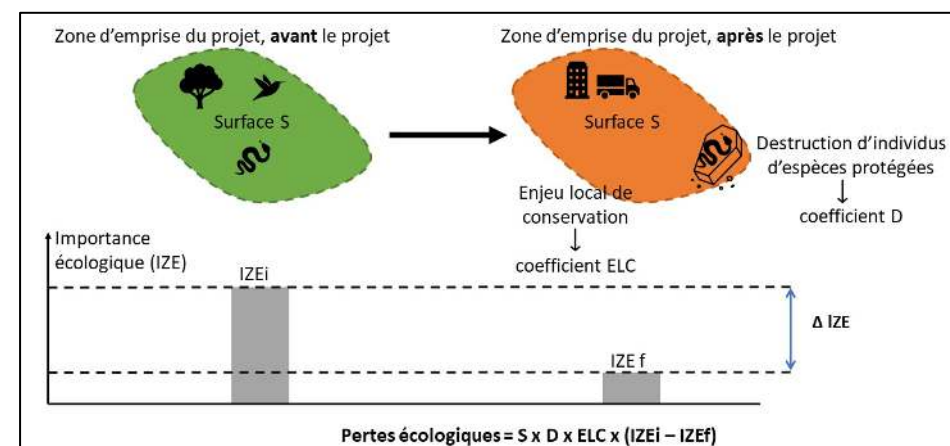 Zone d'emprise du projet, avant le projet
Zone d'emprise du projet, après le projet
Surface S
Surface S
Destruction d'individus
d'espèces protégées
coefficient D
Enjeu local de
conservation
coefficient ELC
Importance
écologique (IZE)
IZEi
Δ IZE
IZE f
Pertes écologiques = S x D x ELC x (IZEi – IZEf)